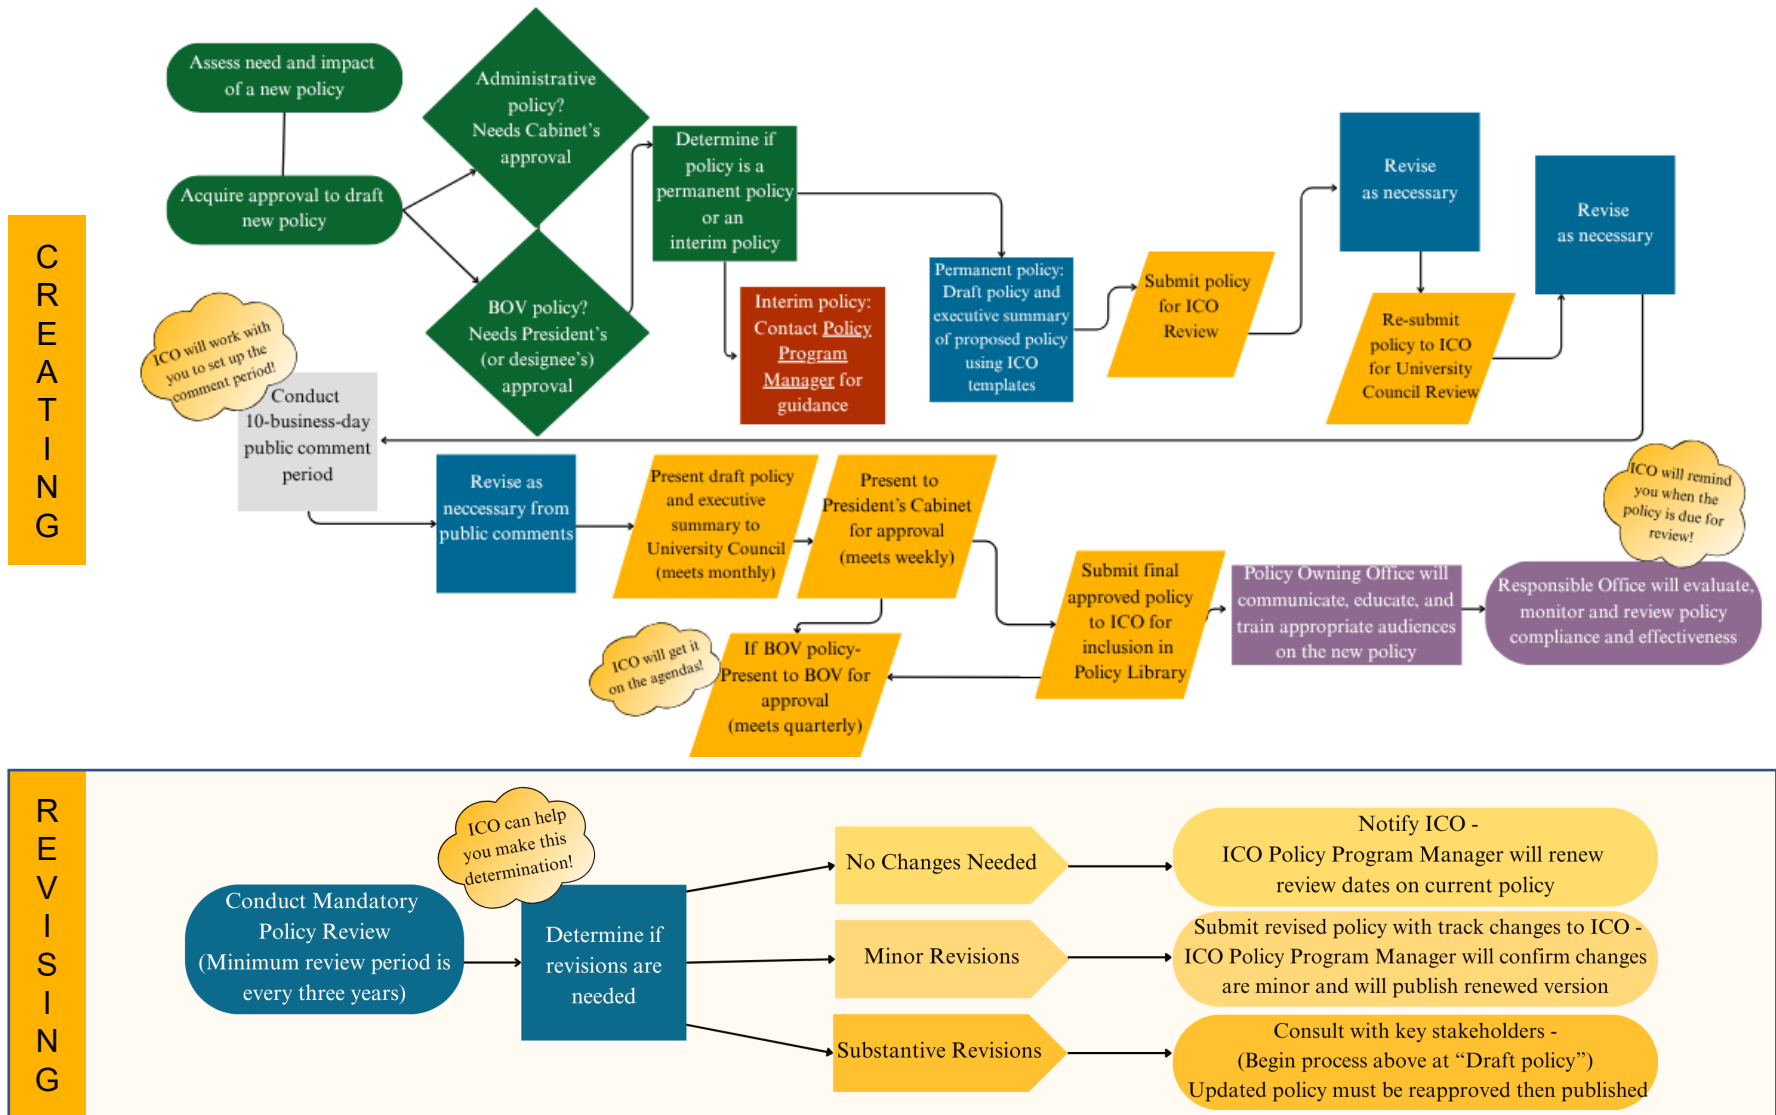 CREATING
Assess need and impact
of a new policy
Acquire approval to draft
new policy
Administrative
policy?
Needs Cabinet's
approval
BOV policy?
Needs President's
(or designee's)
approval
Determine if
policy is a
permanent policy
or an
interim policy
Interim policy:
Contact Policy
Program
Manager for
guidance
Permanent policy:
Draft policy and
executive summary
of proposed policy
using ICO
templates
Submit policy
for ICO
Review
Revise
as necessary
Re-submit
policy to ICO
for University
Council Review
Revise
as necessary
ICO will work with
you to set up the
comment period!
Conduct
10-business-day
public comment
period
Revise as
neccessary from
public comments
Present draft policy
and executive
summary to
University Council
(meets monthly)
Present to
President's Cabinet
for approval
(meets weekly)
ICO will get it
on the agendas!
If BOV policy-
Present to BOV for
approval
(meets quarterly)
Submit final
approved policy
to ICO for
inclusion in
Policy Library
Policy Owning Office will
communicate, educate, and
train appropriate audiences
on the new policy
ICO will remind
you when the
policy is due for
review!
Responsible Office will evaluate,
monitor and review policy
compliance and effectiveness
REVISING
Conduct Mandatory
Policy Review
(Minimum review period is
every three years)
ICO can help
you make this
determination!
Determine if
revisions are
needed
No Changes Needed
Notify ICO -
ICO Policy Program Manager will renew
review dates on current policy
Minor Revisions
Submit revised policy with track changes to ICO -
ICO Policy Program Manager will confirm changes
are minor and will publish renewed version
Substantive Revisions
Consult with key stakeholders -
(Begin process above at “Draft policy”)
Updated policy must be reapproved then published